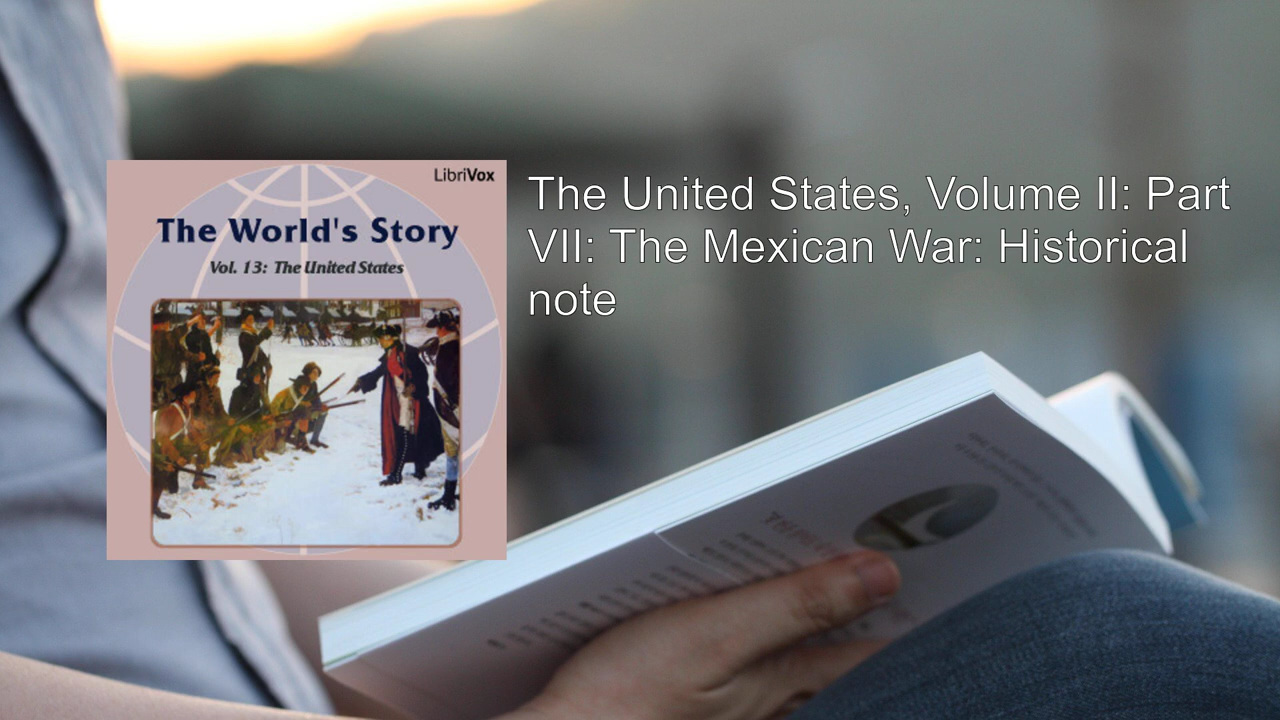 LibriVox
The World's Story
Vol. 13: The United States
The United States, Volume II: Part
VII: The Mexican War: Historical
note